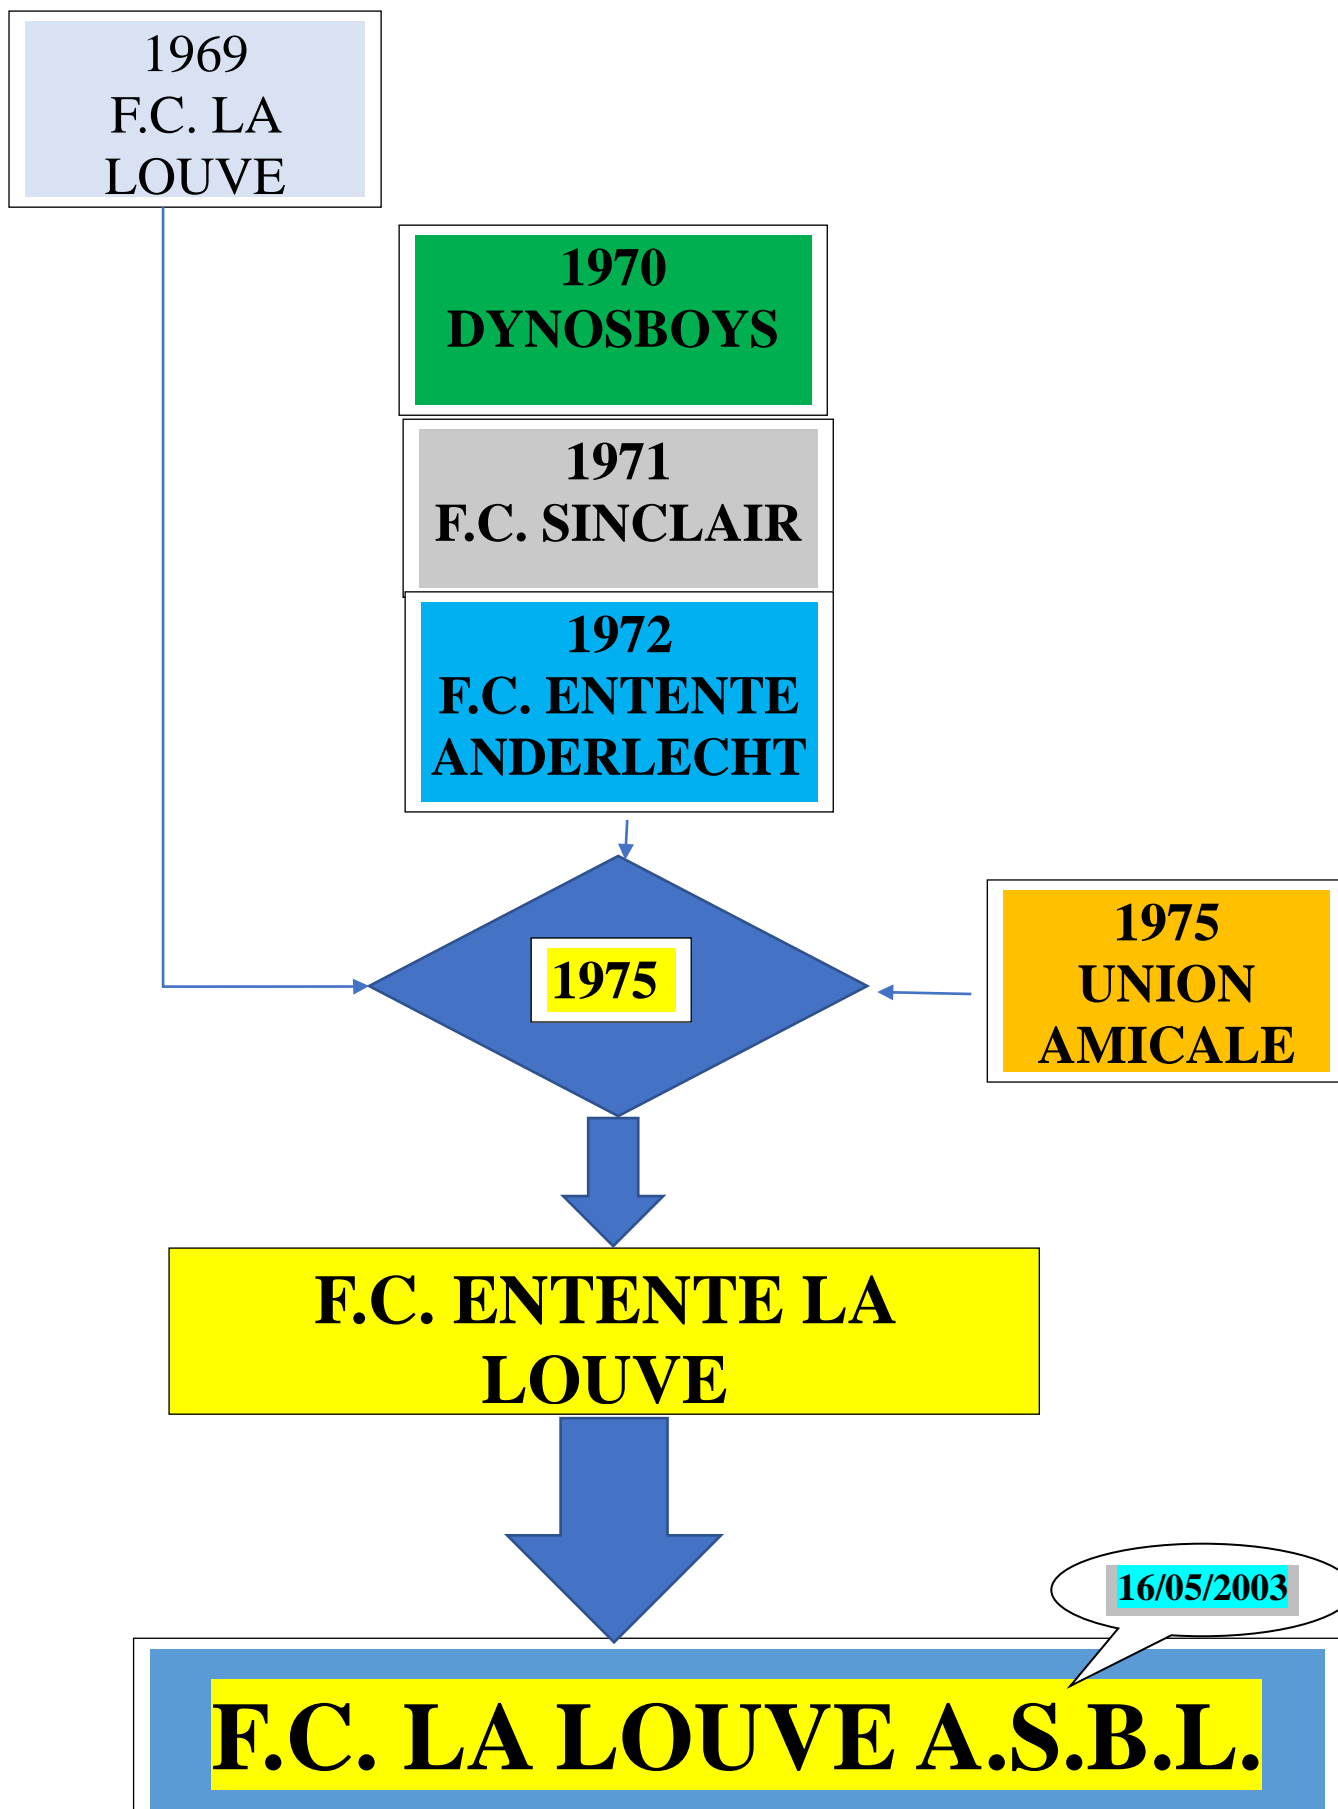 1969
F.C. LA
LOUVE
1970
DYNOSBOYS
1971
F.C. SINCLAIR
1972
F.C. ENTENTE
ANDERLECHT
1975
1975
UNION
AMICALE
F.C. ENTENTE LA
LOUVE
16/05/2003
F.C. LA LOUVE A.S.B.L.